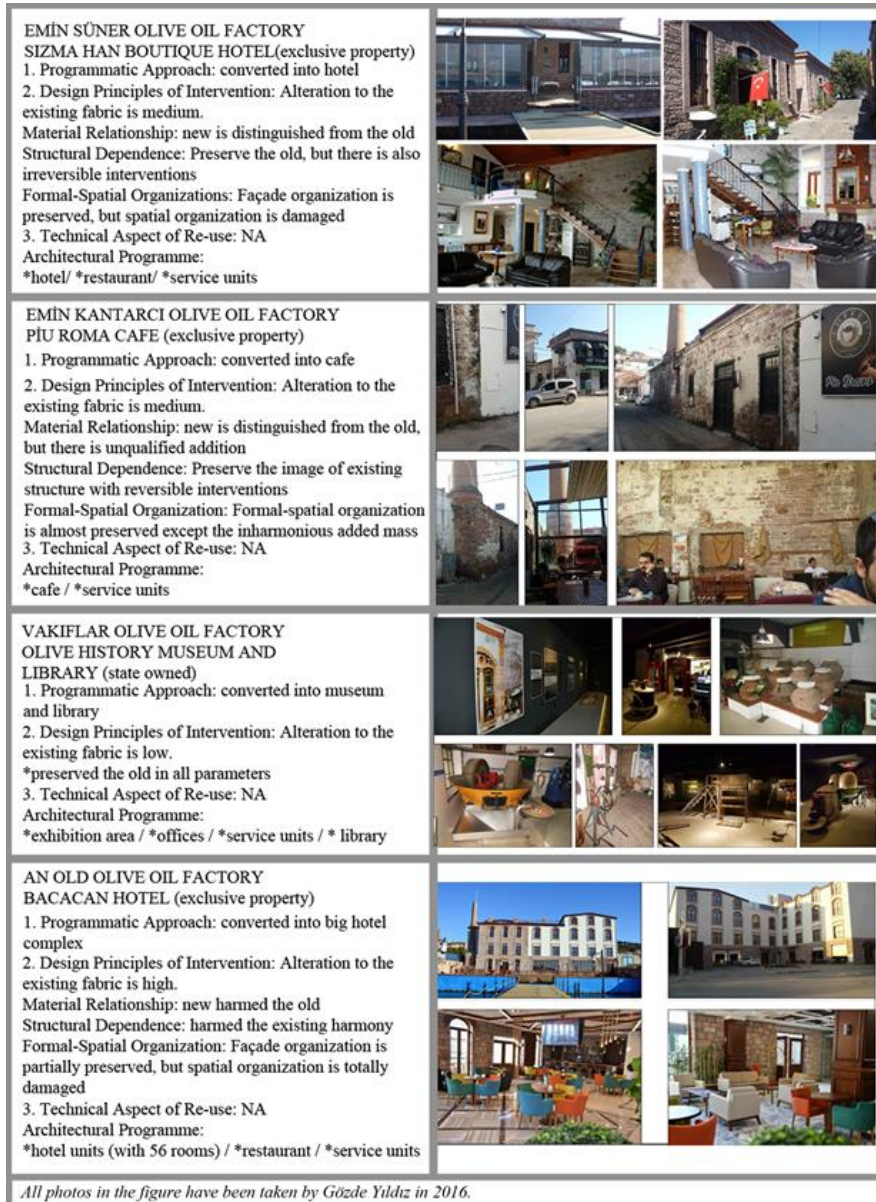 EMİN SÜNER OLIVE OIL FACTORY
SIZMA HAN BOUTIQUE HOTEL(exclusive property)
1. Programmatic Approach: converted into hotel
2. Design Principles of Intervention: Alteration to the
existing fabric is medium.
Material Relationship: new is distinguished from the old
Structural Dependence: Preserve the old, but there is also
irreversible interventions
Formal-Spatial Organizations: Façade organization is
preserved, but spatial organization is damaged
3. Technical Aspect of Re-use: NA
Architectural Programme:
*hotel/ *restaurant/ *service units
EMİN KANTARCI OLIVE OIL FACTORY
PİU ROMA CAFE (exclusive property)
1. Programmatic Approach: converted into cafe
2. Design Principles of Intervention: Alteration to the
existing fabric is medium.
Material Relationship: new is distinguished from the old,
but there is unqualified addition
Structural Dependence: Preserve the image of existing
structure with reversible interventions
Formal-Spatial Organization: Formal-spatial organization
is almost preserved except the inharmonious added mass
3. Technical Aspect of Re-use: NA
Architectural Programme:
*cafe / *service units
VAKIFLAR OLIVE OIL FACTORY
OLIVE HISTORY MUSEUM AND
LIBRARY (state owned)
1. Programmatic Approach: converted into museum
and library
2. Design Principles of Intervention: Alteration to the
existing fabric is low.
*preserved the old in all parameters
3. Technical Aspect of Re-use: NA
Architectural Programme:
*exhibition area / *offices / *service units / * library
AN OLD OLIVE OIL FACTORY
BACACAN HOTEL (exclusive property)
1. Programmatic Approach: converted into big hotel
complex
2. Design Principles of Intervention: Alteration to the
existing fabric is high.
Material Relationship: new harmed the old
Structural Dependence: harmed the existing harmony
Formal-Spatial Organization: Façade organization is
partially preserved, but spatial organization is totally
damaged
3. Technical Aspect of Re-use: NA
Architectural Programme:
*hotel units (with 56 rooms) / *restaurant / *service units
All photos in the figure have been taken by Gözde Yıldız in 2016.